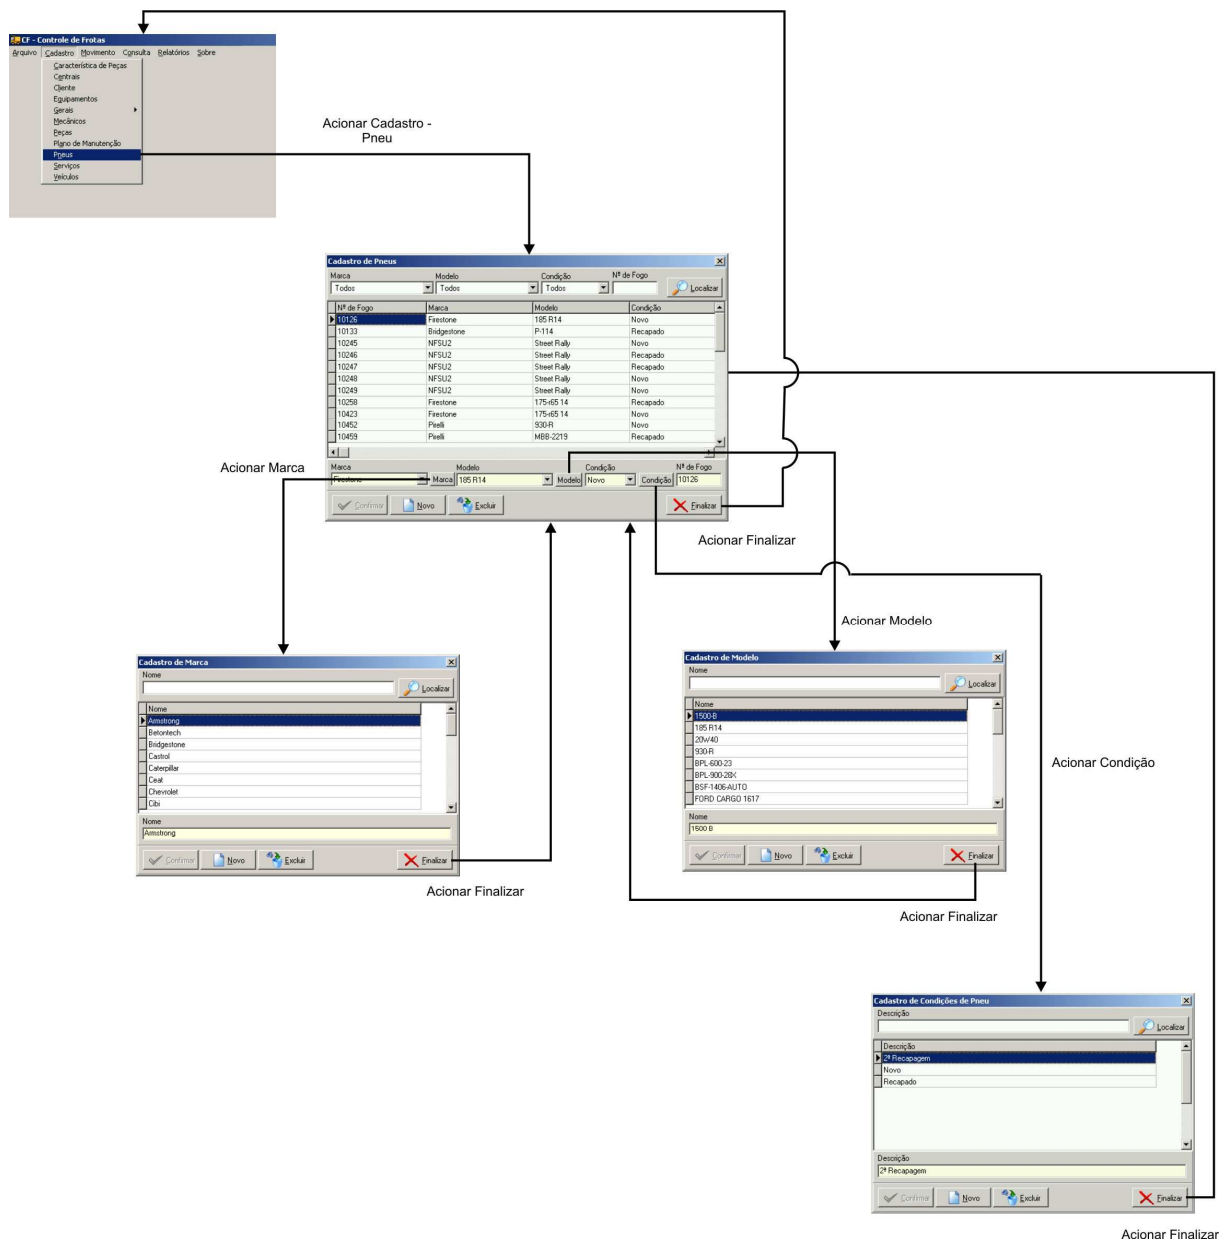 CF - Controle de Frotas
Arquivo Cadastro Movimento Consulta Relatórios Sobre
Característica de Peças
Centrais
Cliente
Equipamentos
Gerais
Mecânicos
Peças
Plano de Manutenção
Pneus
Serviços
Veículos
Acionar Cadastro -
Pneu
Cadastro de Pneus
Marca Modelo Condição Nº de Fogo
Todos Todos Todos Localizar
Nº de Fogo Marca Modelo Condição
10126 Firestone 185 R14 Novo
10133 Bridgestone P-114 Recapado
10245 NFSU2 Street Rally Novo
10246 NFSU2 Street Rally Recapado
10247 NFSU2 Street Rally Recapado
10248 NFSU2 Street Rally Novo
10249 NFSU2 Street Rally Novo
10258 Firestone 175-r65 14 Recapado
10423 Firestone 175-r65 14 Novo
10452 Pirelli 930-R Novo
10459 Pirelli MBB-2219 Recapado
Marca Modelo Condição Nº de Fogo
Firestone Marca 185 R14 Modelo Novo Condição 10126
Confirmar Novo Excluir Finalizar
Acionar Marca
Acionar Finalizar
Acionar Modelo
Cadastro de Marca
Nome
Localizar
Nome
Armstrong
Betontech
Bridgestone
Castrol
Caterpillar
Ceat
Chevrolet
Cibi
Nome
Armstrong
Confirmar Novo Excluir Finalizar
Acionar Finalizar
Cadastro de Modelo
Nome
Localizar
Nome
1500-B
185 R14
20W40
930-R
BPL-600-23
BPL-900-28X
BSF-1406-AUTO
FORD CARGO 1617
Nome
1500 B
Confirmar Novo Excluir Finalizar
Acionar Finalizar
Acionar Condição
Cadastro de Condições de Pneu
Descrição
Localizar
Descrição
2ª Recapagem
Novo
Recapado
Descrição
2ª Recapagem
Confirmar Novo Excluir Finalizar
Acionar Finalizar